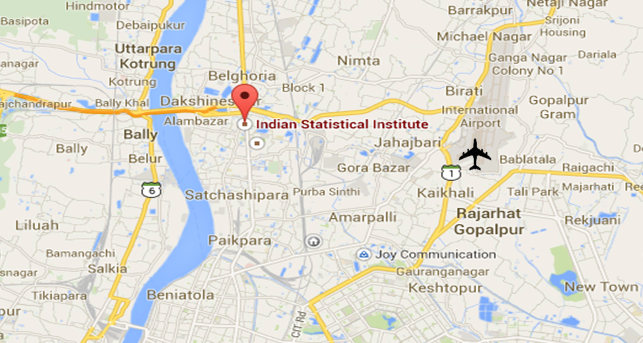 Basipota
Hindmotor
Debaipukur
Barrakpur
Netaji Nagar
Srijoni
Housing
Michael Nagar
Uttarpara
Kotrung
Nimta
Ganga Nagar
Colony No 1
Dariala
Kotrung
Belghoria
Block 1
Birati
Bally Khal
International
Airport
Gopalpur
Gram
Alambazar
Indian Statistical Institute
Bally
Jahajbari
Bally
Belur
Gora Bazar
1
Bablatala
Raigachi
6
Satchashipara
Purba Sinthi
Kaikhali
Tali Park
Majarhati
Liluah
Amarpalli
Rajarhat
Gopalpur
Rekjuani
Paikpara
Bamangachi
Joy Communication
Salkia
Gauranganagar
Tikiapara
Beniatola
Keshtopur
New Town
CIT Rd